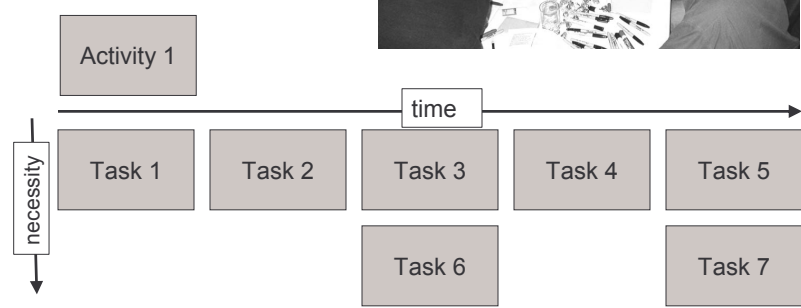 Activity 1
time
necessity
Task 1
Task 2
Task 3
Task 4
Task 5
Task 6
Task 7